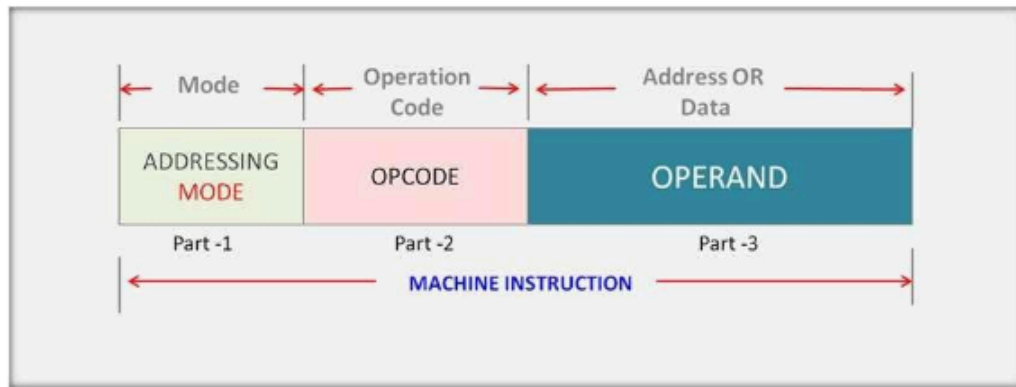 Mode
Operation
Code
Address OR
Data
ADDRESSING
MODE
OPCODE
OPERAND
Part -1
Part -2
Part -3
MACHINE INSTRUCTION